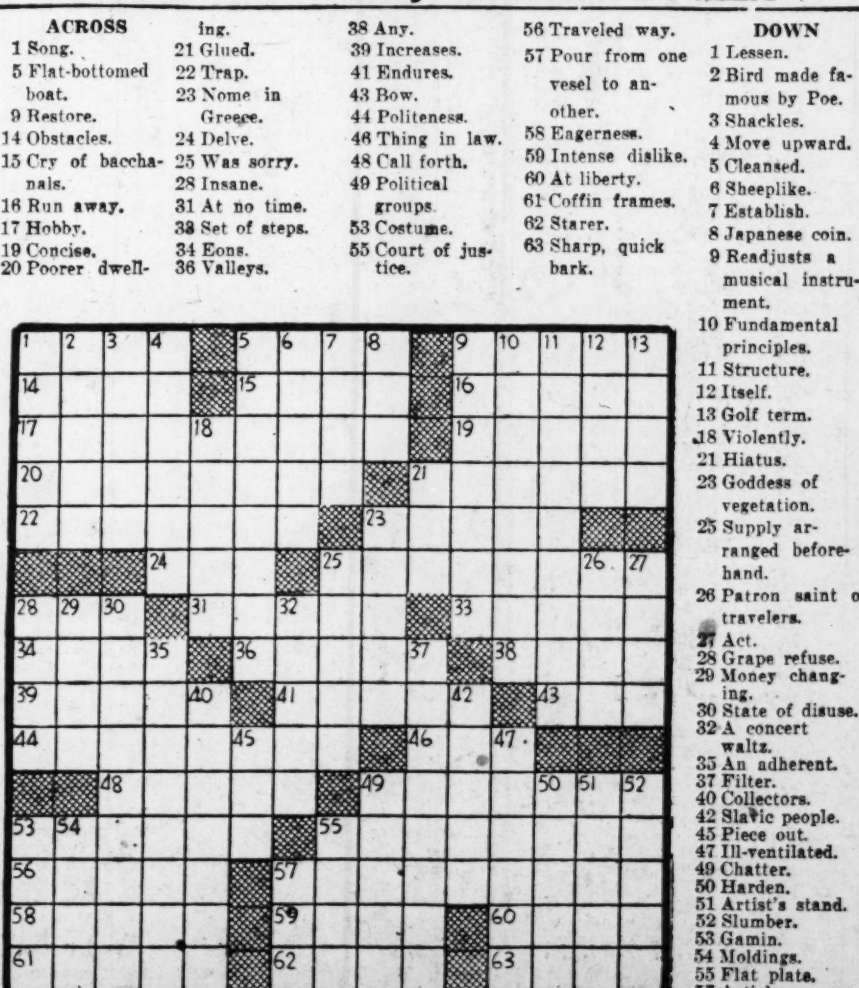 ACROSS
1 Song.
5 Flat-bottomed
boat.
9 Restore.
14 Obstacles.
15 Cry of baccha-
nals.
16 Run away.
17 Hobby.
19 Concise.
20 Poorer dwell-
ing.
21 Glued.
22 Trap.
23 Nome in
Greece.
24 Delve.
25 Was sorry.
28 Insane.
31 At no time.
33 Set of steps.
34 Eons.
36 Valleys.
38 Any.
39 Increases.
41 Endures.
43 Bow.
44 Politeness.
46 Thing in law.
48 Call forth.
49 Political
groups.
53 Costume.
55 Court of jus-
tice.
56 Traveled way.
57 Pour from one
vesel to an-
other.
58 Eagerness.
59 Intense dislike.
60 At liberty.
61 Coffin frames.
62 Starer.
63 Sharp, quick
bark.
DOWN
1 Lessen.
2 Bird made fa-
mous by Poe.
3 Shackles.
4 Move upward.
5 Cleansed.
6 Sheeplike.
7 Establish.
8 Japanese coin.
9 Readjusts a
musical instru-
ment.
10 Fundamental
principles.
11 Structure.
12 Itself.
13 Golf term.
18 Violently.
21 Hiatus.
23 Goddess of
vegetation.
25 Supply ar-
ranged before-
hand.
26 Patron saint o
travelers.
27 Act.
28 Grape refuse.
29 Money chang-
ing.
30 State of disuse.
32 A concert
waltz.
35 An adherent.
37 Filter.
40 Collectors.
42 Slavic people.
45 Piece out.
47 Ill-ventilated.
49 Chatter.
50 Harden.
51 Artist's stand.
52 Slumber.
53 Gamin.
54 Moldings.
55 Flat plate.
1 2 3 4 5 6 7 8 9 10 11 12 13
14 15 16
17 18 19
20 21
22 23
24 25 26 27
28 29 30 31 32 33
34 35 36 37 38
39 40 41 42 43
44 45 46 47
48 49 50 51 52
53 54 55
56 57
58 59 60
61 62 63